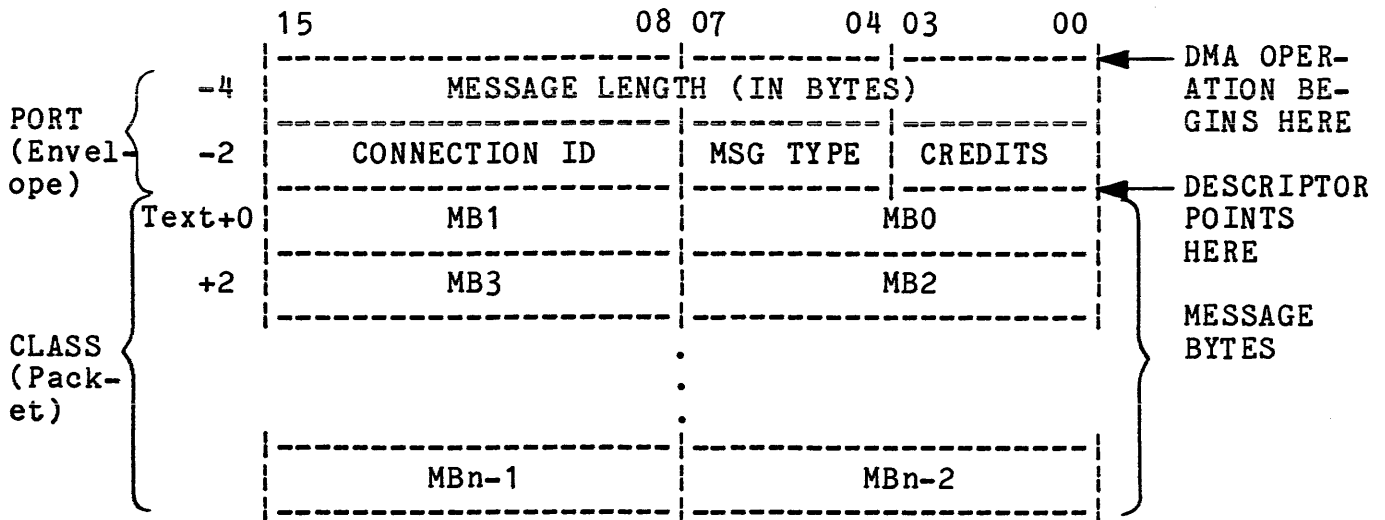 15 08 07 04 03 00
-4 MESSAGE LENGTH (IN BYTES)
DMA OPER-
ATION BE-
GINS HERE
PORT
(Envel-
ope)
-2 CONNECTION ID MSG TYPE CREDITS
DESCRIPTOR
POINTS
HERE
Text+0 MB1 MB0
+2 MB3 MB2
MESSAGE
BYTES
CLASS
(Pack-
et)
.
.
.
MBn-1 MBn-2